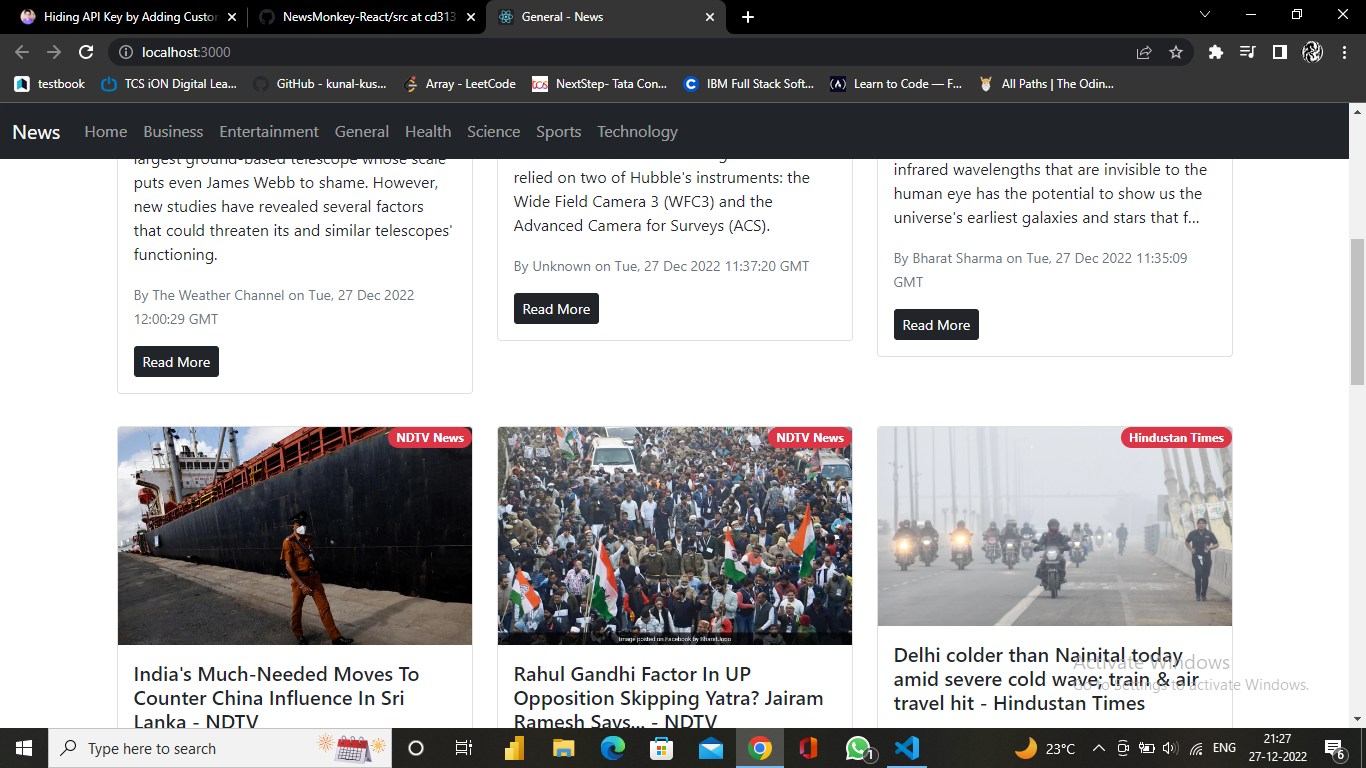 Hiding API Key by Adding Custor
NewsMonkey-React/src at cd313
General - News
localhost:3000
testbook
TCS iON Digital Lea...
GitHub - kunal-kus...
Array - LeetCode
NextStep- Tata Con...
IBM Full Stack Soft...
Learn to Code — F...
All Paths | The Odin...
News
Home
Business
Entertainment
General
Health
Science
Sports
Technology
largest ground-based telescope whose scale
puts even James Webb to shame. However,
new studies have revealed several factors
that could threaten its and similar telescopes'
functioning.
By The Weather Channel on Tue, 27 Dec 2022
12:00:29 GMT
Read More
relied on two of Hubble's instruments: the
Wide Field Camera 3 (WFC3) and the
Advanced Camera for Surveys (ACS).
By Unknown on Tue, 27 Dec 2022 11:37:20 GMT
Read More
infrared wavelengths that are invisible to the
human eye has the potential to show us the
universe's earliest galaxies and stars that f...
By Bharat Sharma on Tue, 27 Dec 2022 11:35:09
GMT
Read More
NDTV News
India's Much-Needed Moves To
Counter China Influence In Sri
Lanka - NDTV
NDTV News
Image posted on Facebook by BharatJodo
Rahul Gandhi Factor In UP
Opposition Skipping Yatra? Jairam
Ramesh Says... - NDTV
Hindustan Times
Delhi colder than Nainital today
amid severe cold wave; train & air
travel hit - Hindustan Times
Activate Windows
Go to Settings to activate Windows.
Type here to search
1
23°C
ENG
21:27
27-12-2022
6